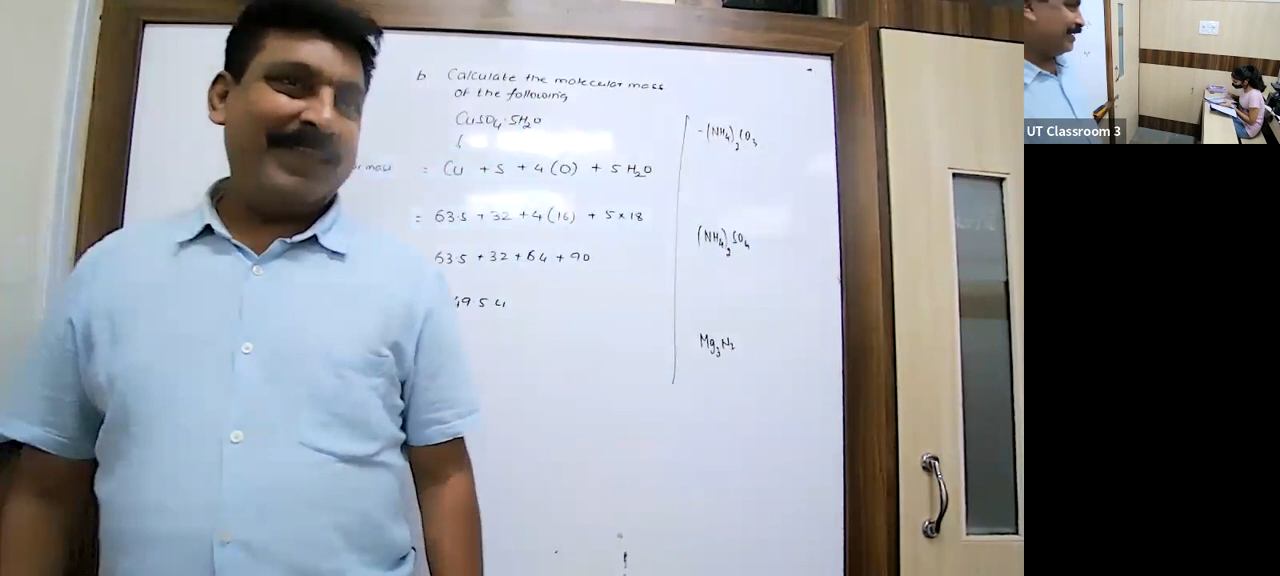 b Calculate the molecular mass
of the following
CuSO4.5H2O
mass = Cu + S + 4(O) + 5H2O
= 63.5 + 32 + 4(16) + 5×18
63.5 + 32 + 64 + 90
- (NH4)2CO3
(NH4)2SO4
Mg3N2
UT Classroom 3